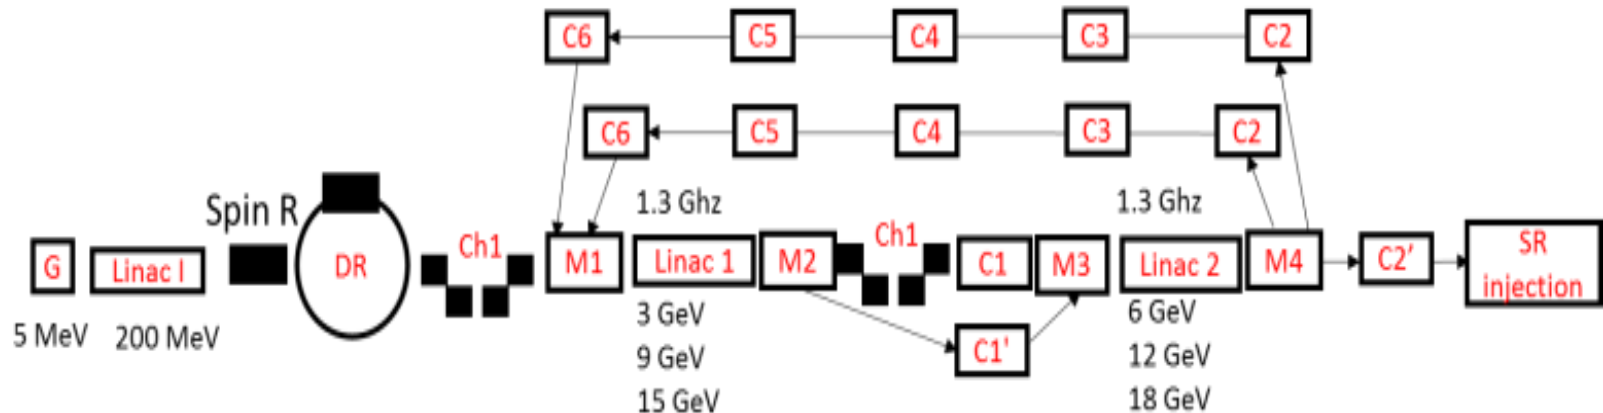 C6 C5 C4 C3 C2
C6 C5 C4 C3 C2
1.3 Ghz 1.3 Ghz
Spin R
Ch1 Ch1
G Linac I DR M1 Linac 1 M2 C1 M3 Linac 2 M4 C2' SR
injection
5 MeV 200 MeV 3 GeV 6 GeV
9 GeV C1' 12 GeV
15 GeV 18 GeV